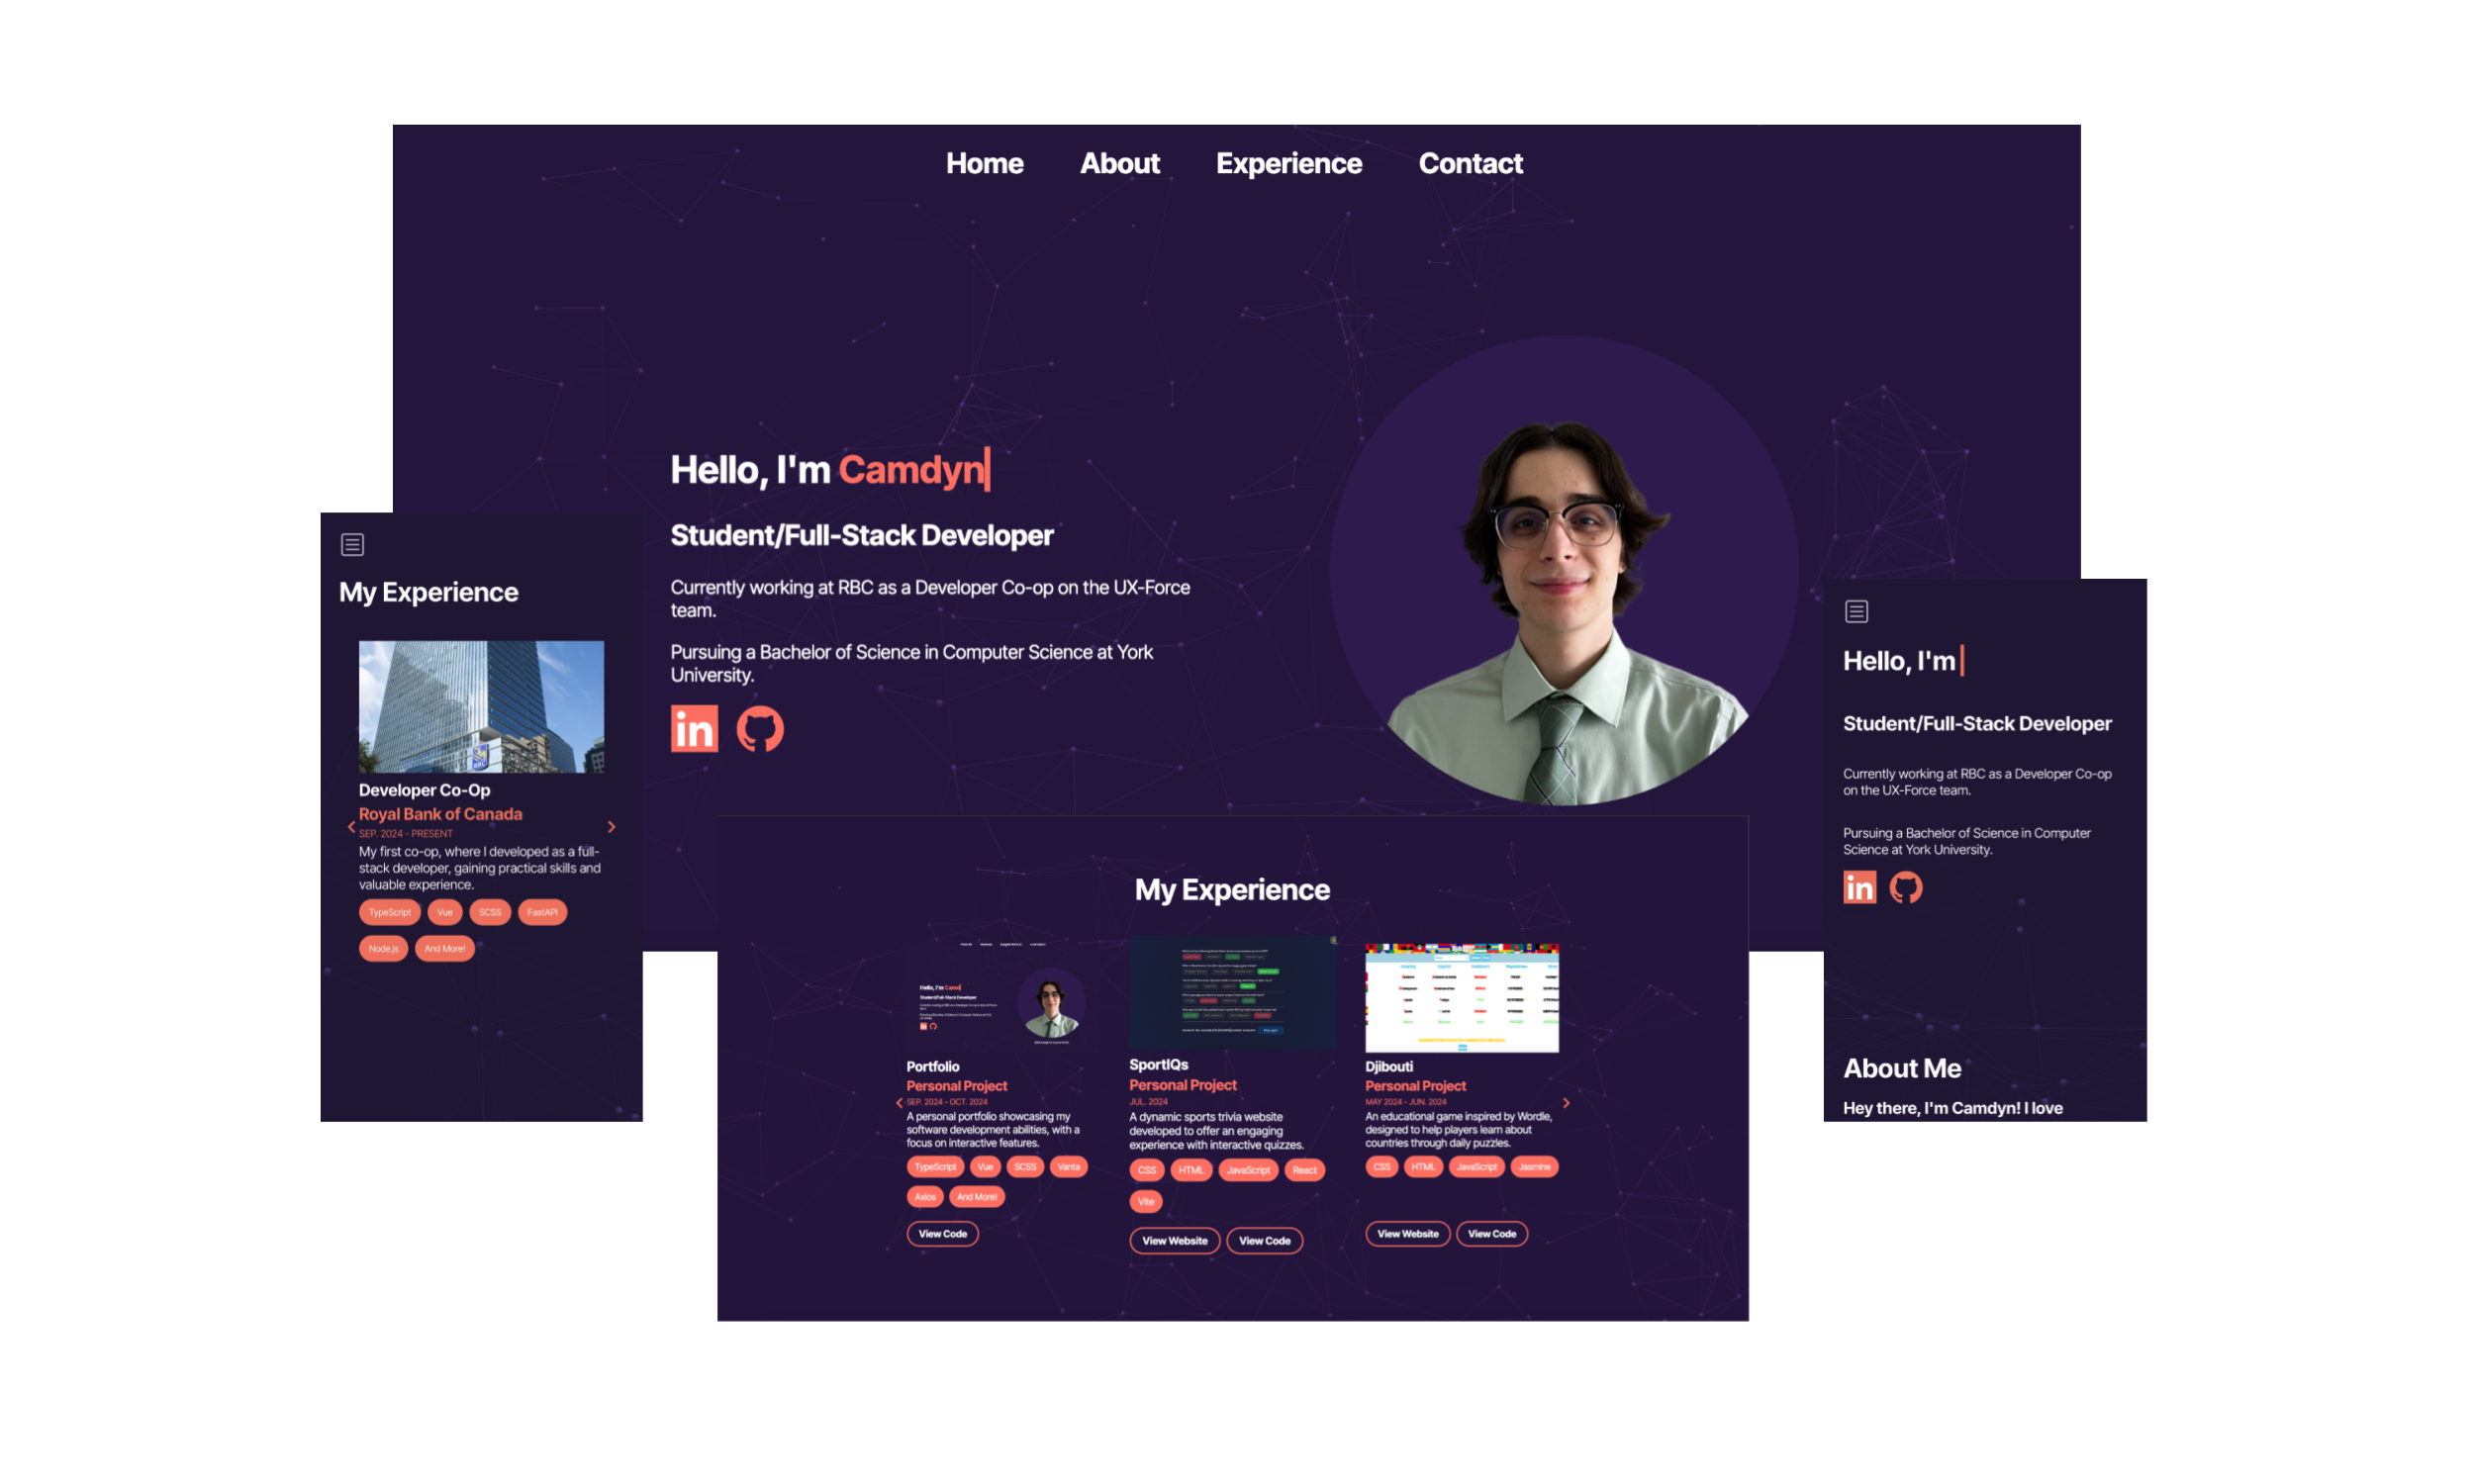 Home About Experience Contact
Hello, I'm Camdyn
Student/Full-Stack Developer
Currently working at RBC as a Developer Co-op on the UX-Force
team.
Pursuing a Bachelor of Science in Computer Science at York
University.
in
My Experience
RBC
Developer Co-Op
Royal Bank of Canada
SEP. 2024 - PRESENT
My first co-op, where I developed as a full-
stack developer, gaining practical skills and
valuable experience.
TypeScript Vue SCSS FastAPI
Node.js And More!
Hello, I'm
Student/Full-Stack Developer
Currently working at RBC as a Developer Co-op
on the UX-Force team.
Pursuing a Bachelor of Science in Computer
Science at York University.
in
About Me
Hey there, I'm Camdyn! I love
My Experience
Hello, I'm Camd
Student/Full-Stack Developer
Portfolio
Personal Project
SEP. 2024 - OCT. 2024
A personal portfolio showcasing my
software development abilities, with a
focus on interactive features.
TypeScript Vue SCSS Vanta
Axios And More!
View Code
SportIQs
Personal Project
JUL. 2024
A dynamic sports trivia website
developed to offer an engaging
experience with interactive quizzes.
CSS HTML JavaScript React
Vite
View Website View Code
Djibouti
Personal Project
MAY 2024 - JUN. 2024
An educational game inspired by Wordle,
designed to help players learn about
countries through daily puzzles.
CSS HTML JavaScript Jasmine
View Website View Code